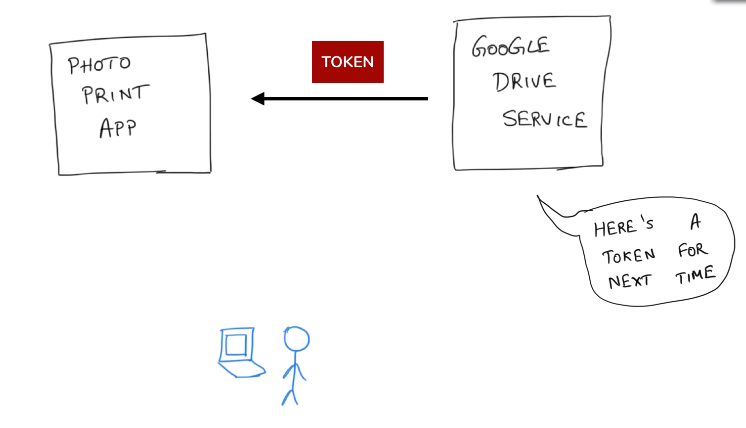 PHOTO
PRINT
APP
TOKEN
GOOGLE
DRIVE
SERVICE
HERE'S A
TOKEN FOR
NEXT TIME